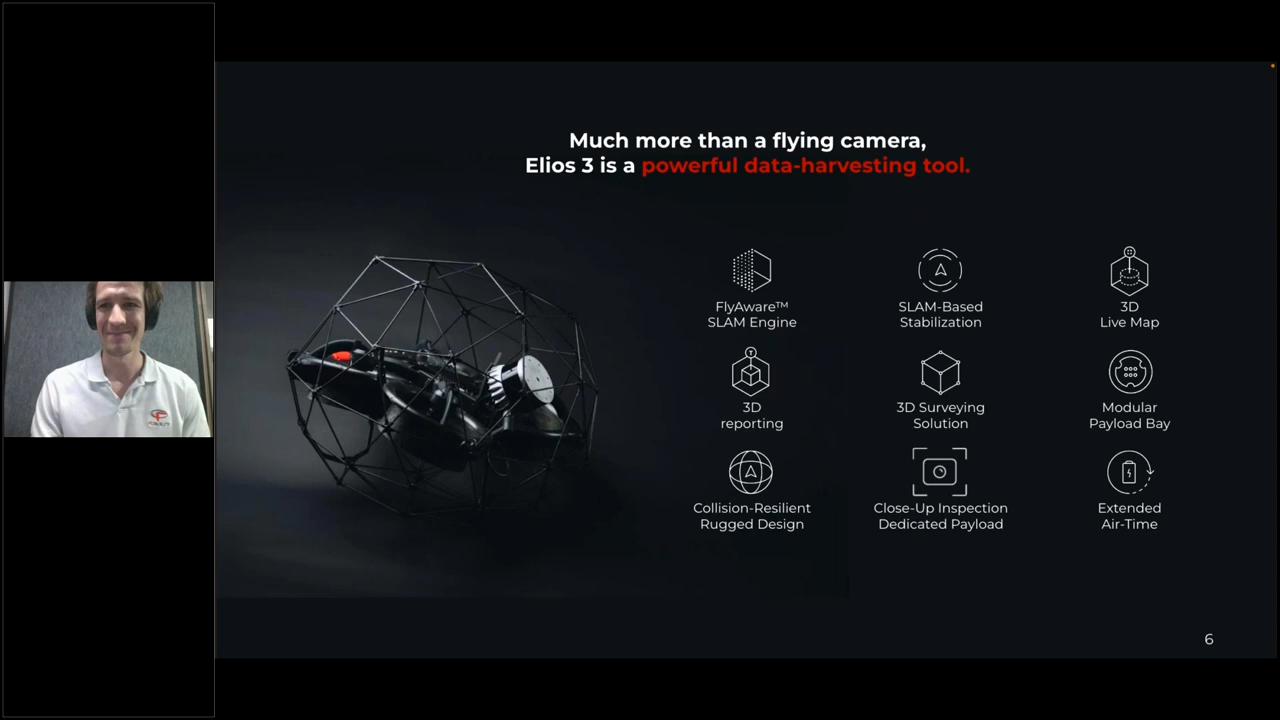 Much more than a flying camera,
Elios 3 is a powerful data-harvesting tool.
FlyAware™
SLAM Engine
SLAM-Based
Stabilization
3D
Live Map
3D
reporting
3D Surveying
Solution
Modular
Payload Bay
Collision-Resilient
Rugged Design
Close-Up Inspection
Dedicated Payload
Extended
Air-Time
6